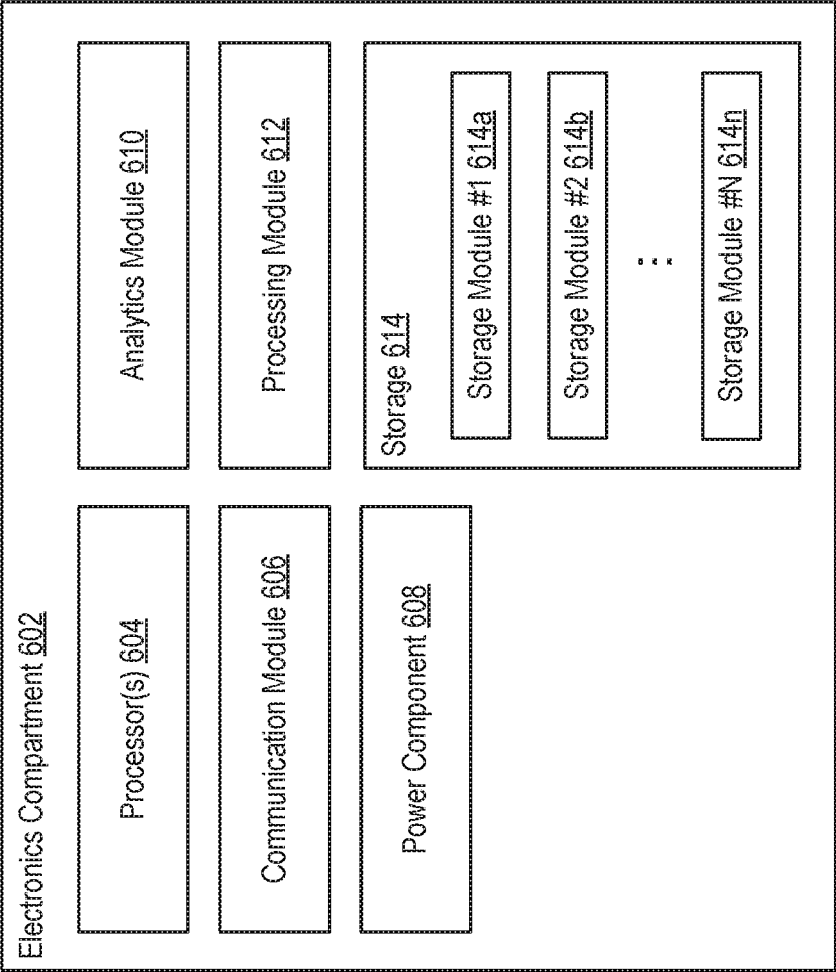 Electronics Compartment 602
Processor(s) 604
Communication Module 606
Power Component 608
Analytics Module 610
Processing Module 612
Storage 614
Storage Module #1 614a
Storage Module #2 614b
...
Storage Module #N 614n